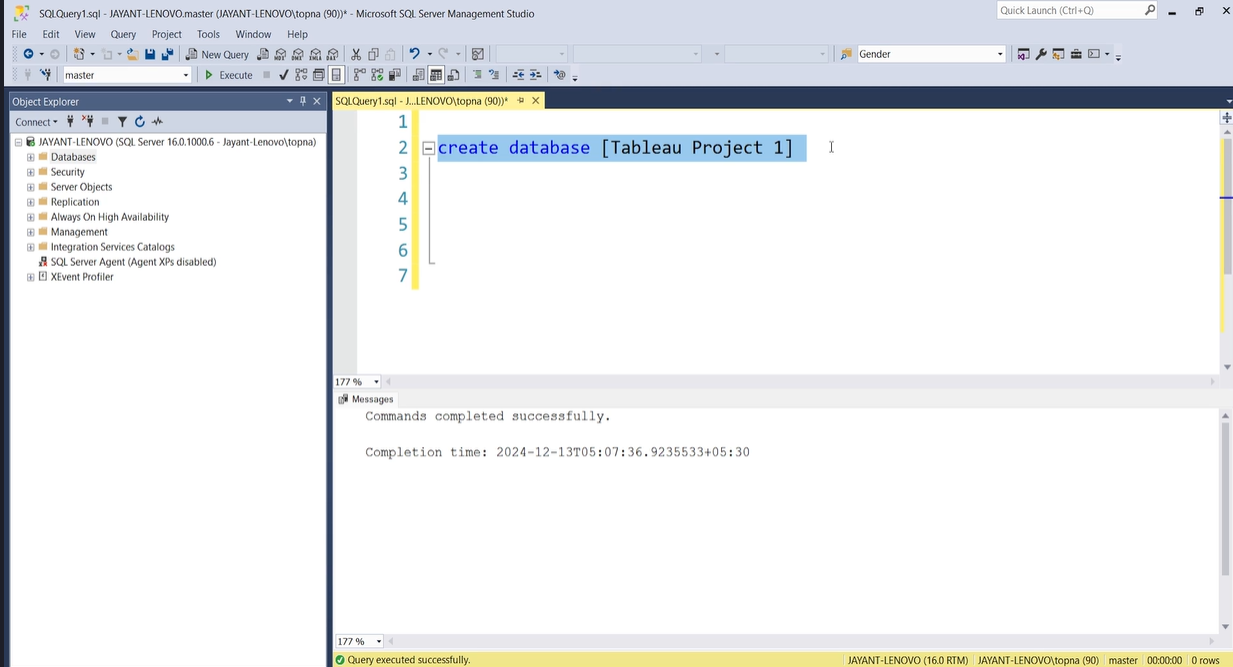 SQLQuery1.sql - JAYANT-LENOVO.master (JAYANT-LENOVO\topna (90))* - Microsoft SQL Server Management Studio
Quick Launch (Ctrl+Q)
File Edit View Query Project Tools Window Help
New Query
Gender
master
Execute
Object Explorer
Connect
JAYANT-LENOVO (SQL Server 16.0.1000.6 - Jayant-Lenovo\topna)
Databases
Security
Server Objects
Replication
Always On High Availability
Management
Integration Services Catalogs
SQL Server Agent (Agent XPs disabled)
XEvent Profiler
SQLQuery1.sql - J...LENOVO\topna (90))*
1
2 create database [Tableau Project 1]
3
4
5
6
7
177 %
Messages
Commands completed successfully.
Completion time: 2024-12-13T05:07:36.9235533+05:30
177 %
Query executed successfully.
JAYANT-LENOVO (16.0 RTM) JAYANT-LENOVO\topna (90) master 00:00:00 0 rows